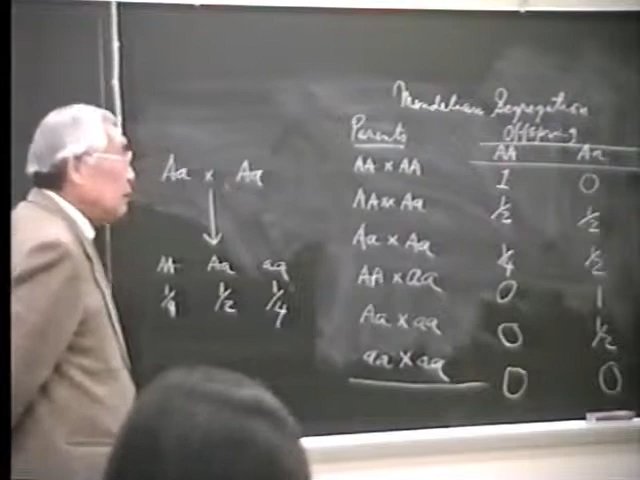 Mendelian Segregation
Parents Offspring
AA Aa
AA x AA 1 0
AA x Aa 1/2 1/2
Aa x Aa 1/4 1/2
AA x aa 0 1
Aa x aa 0 1/2
aa x aa 0 0
Aa x Aa
AA Aa aa
1/4 1/2 1/4